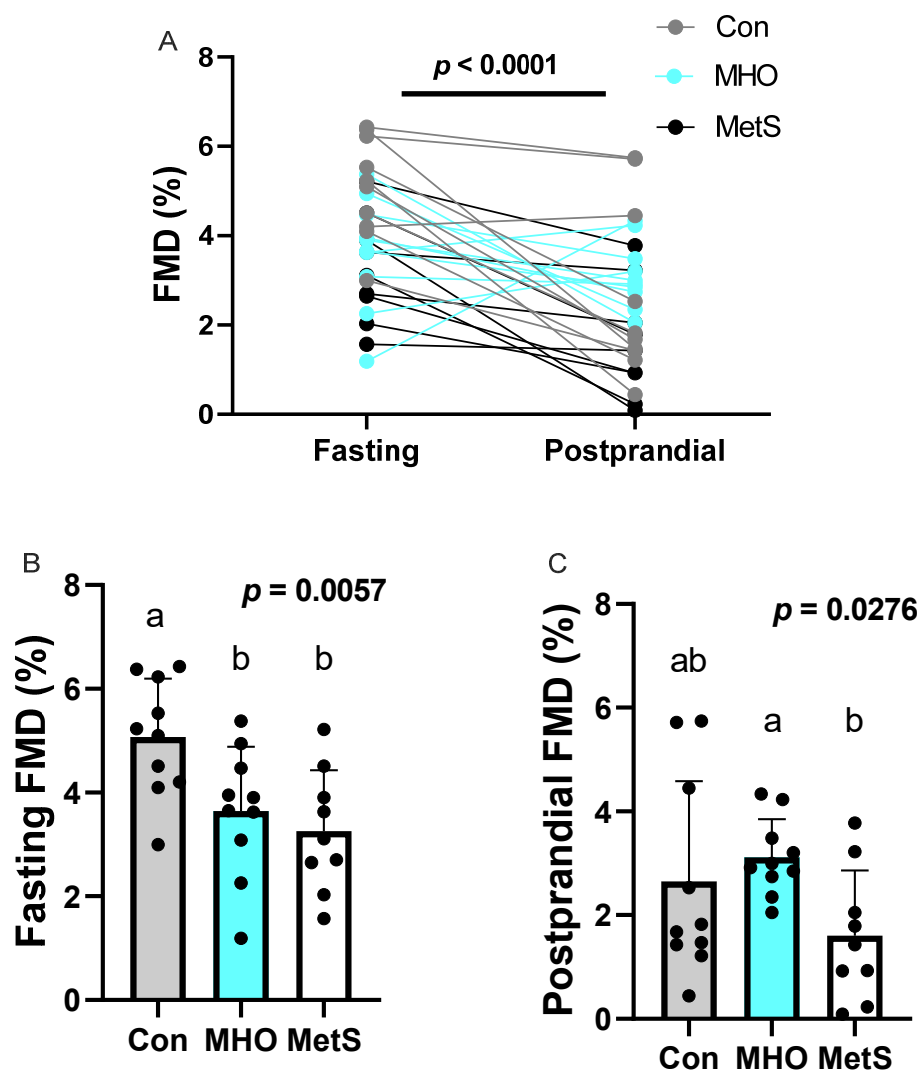 A
Con
MHO
MetS
p < 0.0001
FMD (%)
8
6
4
2
0
Fasting Postprandial
B
p = 0.0057
Fasting FMD (%)
8
6
4
2
0
a
b
b
Con MHO MetS
C
p = 0.0276
Postprandial FMD (%)
8
6
4
2
0
ab
a
b
Con MHO MetS